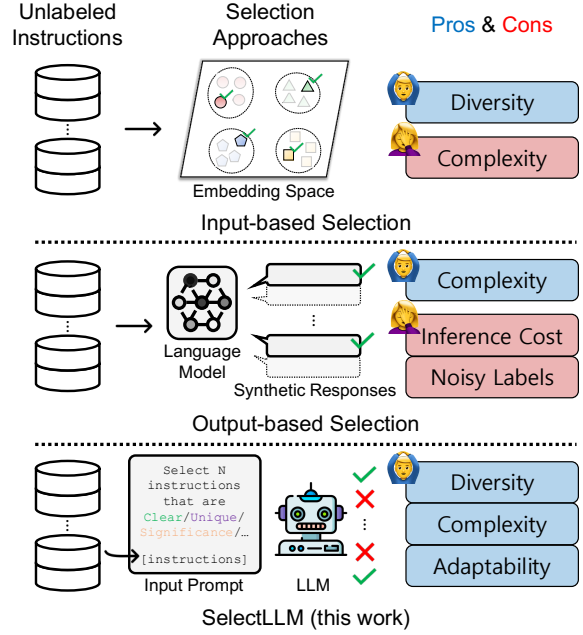 Unlabeled
Instructions
Selection
Approaches
Pros & Cons
Embedding Space
Diversity
Complexity
Input-based Selection
Language
Model
Synthetic Responses
Complexity
Inference Cost
Noisy Labels
Output-based Selection
Select N
instructions
that are
Clear/Unique/
Significance/…
[instructions]
Input Prompt
LLM
Diversity
Complexity
Adaptability
SelectLLM (this work)